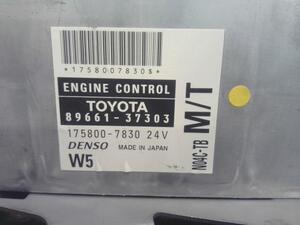 *1758007830$*
ENGINE CONTROL
TOYOTA
89661-37303
175800-7830 24V
DENSO MADE IN JAPAN
W5
M/T
N04C-TB